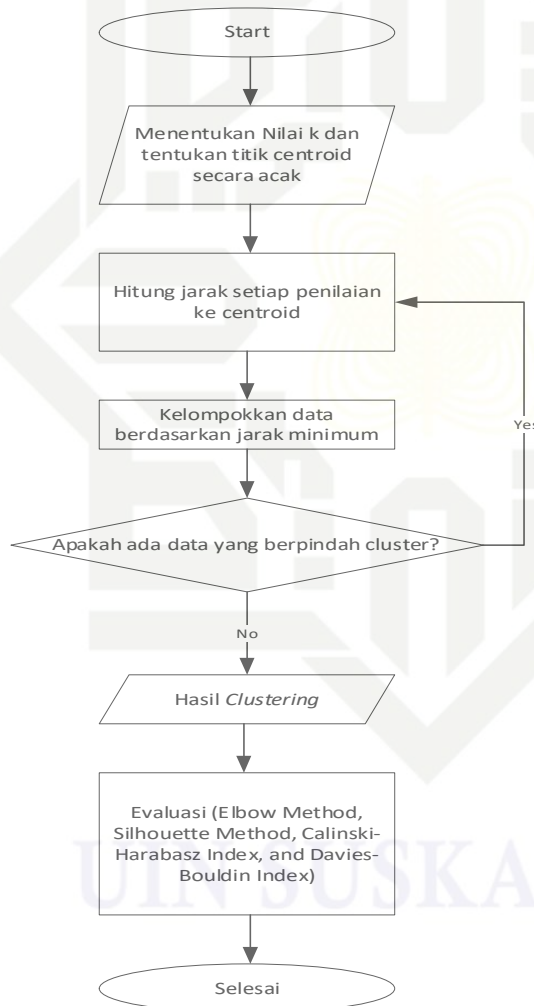 Start
Menentukan Nilai k dan
tentukan titik centroid
secara acak
Hitung jarak setiap penilaian
ke centroid
Kelompokkan data
berdasarkan jarak minimum
Yes
Apakah ada data yang berpindah cluster?
No
Hasil Clustering
Evaluasi (Elbow Method,
Silhouette Method, Calinski-
Harabasz Index, and Davies-
Bouldin Index)
UIN SUSKA
Selesai